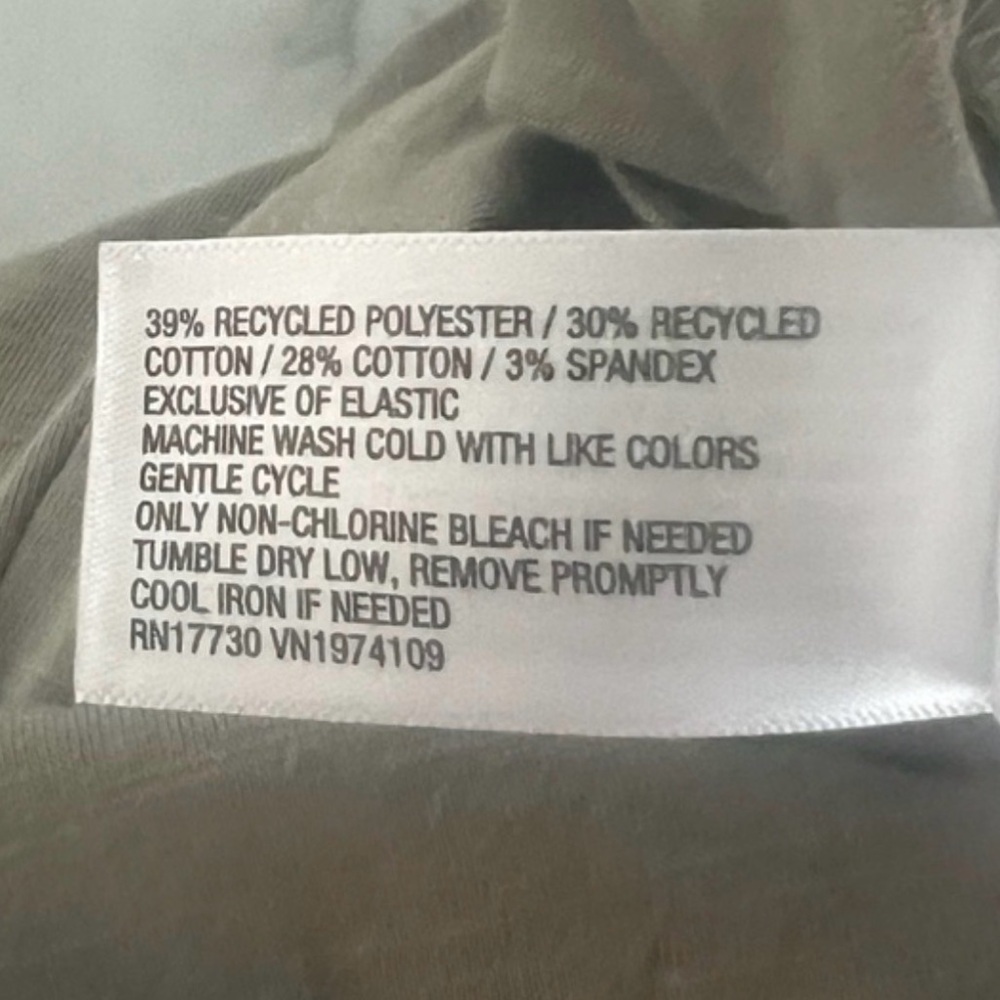 39% RECYCLED POLYESTER / 30% RECYCLED
COTTON / 28% COTTON / 3% SPANDEX
EXCLUSIVE OF ELASTIC
MACHINE WASH COLD WITH LIKE COLORS
GENTLE CYCLE
ONLY NON-CHLORINE BLEACH IF NEEDED
TUMBLE DRY LOW, REMOVE PROMPTLY
COOL IRON IF NEEDED
RN17730 VN1974109